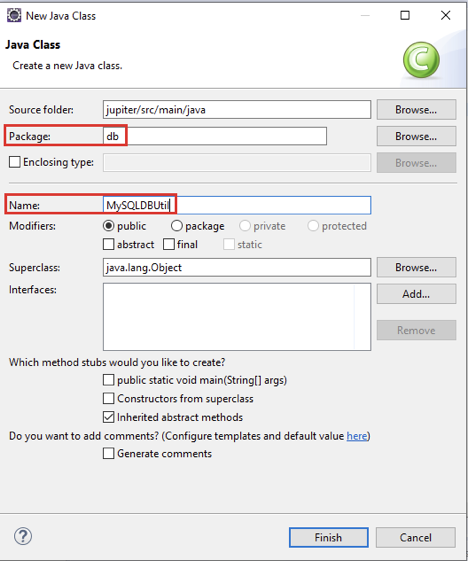 New Java Class
Java Class
Create a new Java class.
C
Source folder: jupiter/src/main/java Browse...
Package: db Browse...
Enclosing type: Browse...
Name: MySQLDBUtil
Modifiers: public package private protected
abstract final static
Superclass: java.lang.Object Browse...
Interfaces: Add...
Remove
Which method stubs would you like to create?
public static void main(String[] args)
Constructors from superclass
Inherited abstract methods
Do you want to add comments? (Configure templates and default value here)
Generate comments
? Finish Cancel